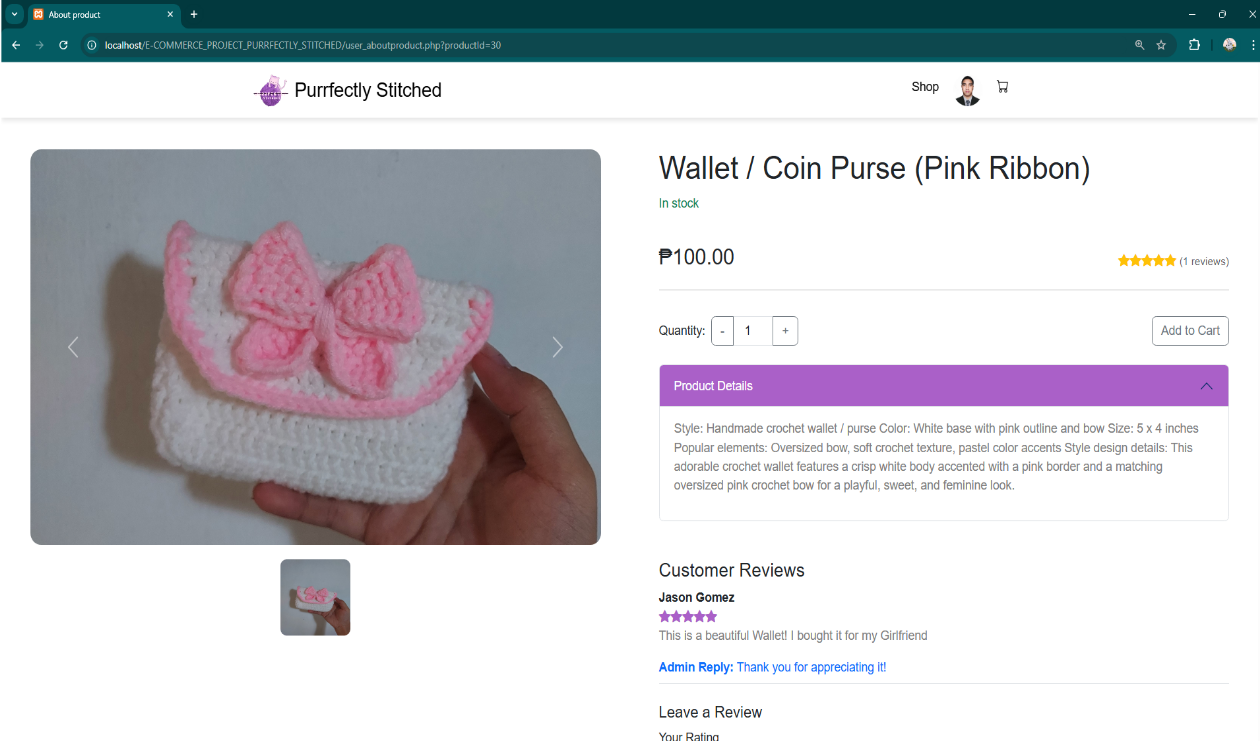 About product
localhost/E-COMMERCE_PROJECT_PURRFECTLY_STITCHED/user_aboutproduct.php?productId=30
Purrfectly Stitched
Shop
Wallet / Coin Purse (Pink Ribbon)
In stock
₱100.00
(1 reviews)
Quantity: - 1 +
Add to Cart
Product Details
Style: Handmade crochet wallet / purse Color: White base with pink outline and bow Size: 5 x 4 inches
Popular elements: Oversized bow, soft crochet texture, pastel color accents Style design details: This
adorable crochet wallet features a crisp white body accented with a pink border and a matching
oversized pink crochet bow for a playful, sweet, and feminine look.
Customer Reviews
Jason Gomez
This is a beautiful Wallet! I bought it for my Girlfriend
Admin Reply: Thank you for appreciating it!
Leave a Review
Your Rating